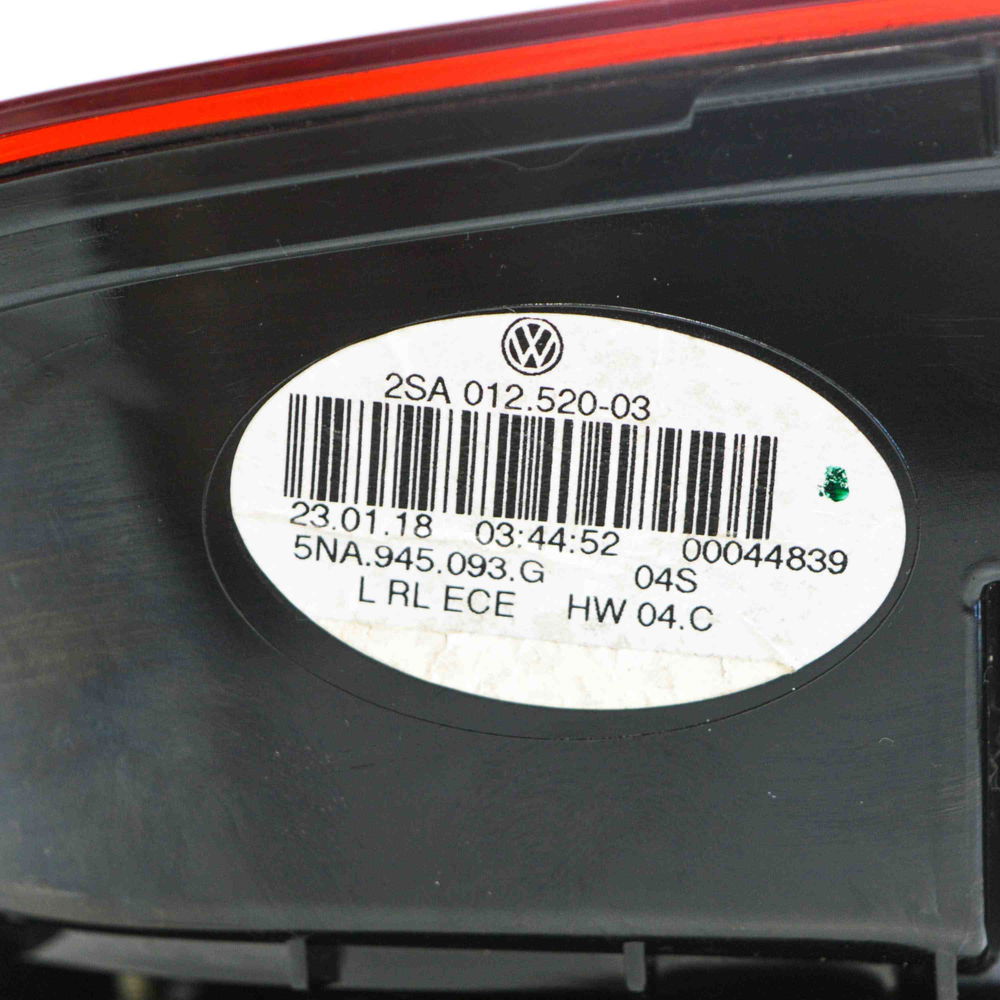 2SA 012.520-03
23.01.18 03:44:52 00044839
5NA.945.093.G 04S
L RL ECE HW 04.C